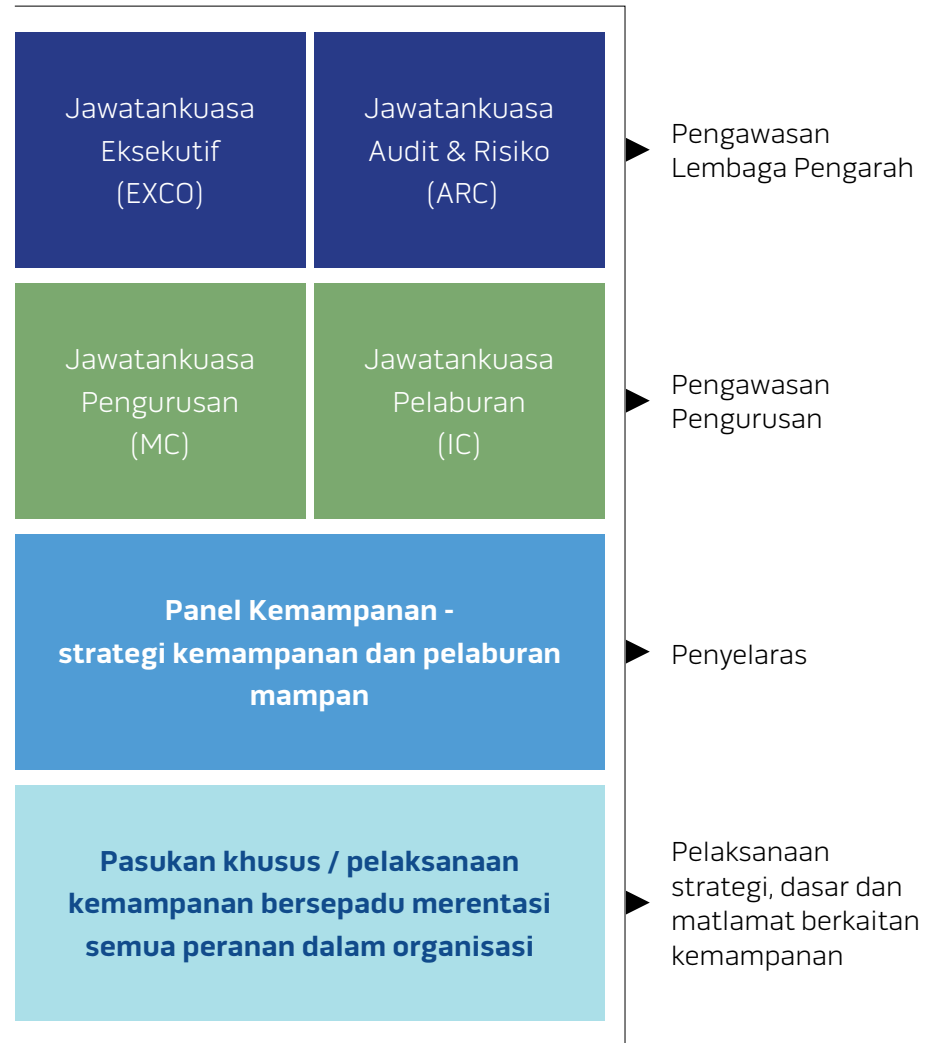 Jawatankuasa
Eksekutif
(EXCO)
Jawatankuasa
Audit & Risiko
(ARC)
Pengawasan
Lembaga Pengarah
Jawatankuasa
Pengurusan
(MC)
Jawatankuasa
Pelaburan
(IC)
Pengawasan
Pengurusan
Panel Kemampanan -
strategi kemampanan dan pelaburan
mampan
Penyelaras
Pasukan khusus / pelaksanaan
kemampanan bersepadu merentasi
semua peranan dalam organisasi
Pelaksanaan
strategi, dasar dan
matlamat berkaitan
kemampanan